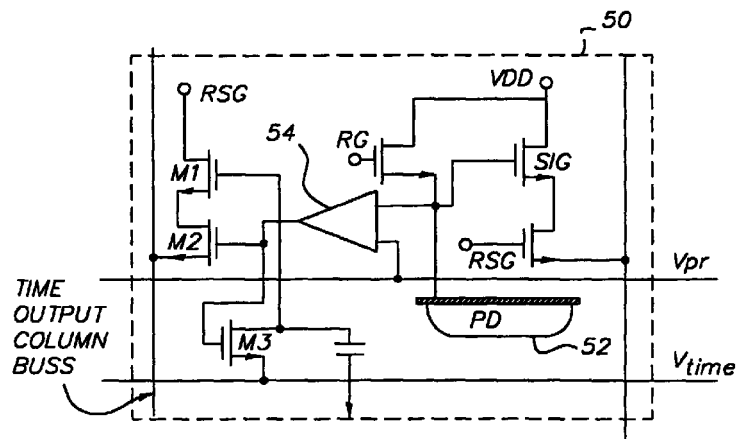 50
RSG
VDD
54
RG
M1
SIG
M2
RSG
Vpr
TIME
OUTPUT
COLUMN
BUSS
M3
PD
52
Vtime